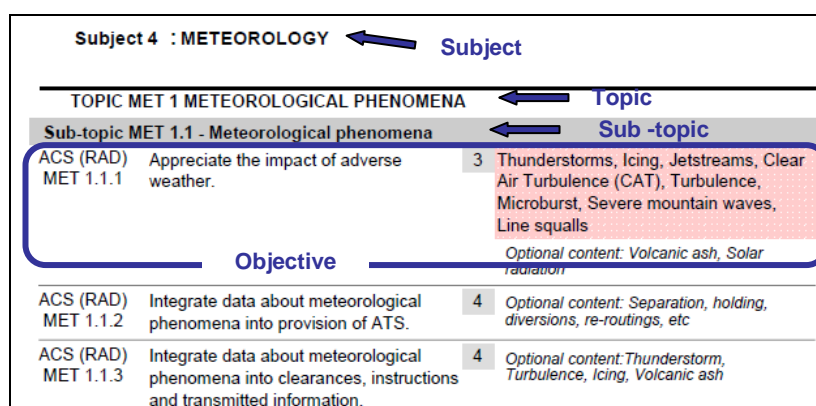 Subject 4 : METEOROLOGY
Subject
TOPIC MET 1 METEOROLOGICAL PHENOMENA
Topic
Sub-topic MET 1.1 - Meteorological phenomena
Sub -topic
ACS (RAD) Appreciate the impact of adverse 3 Thunderstorms, Icing, Jetstreams, Clear
MET 1.1.1 weather. Air Turbulence (CAT), Turbulence,
Microburst, Severe mountain waves,
Line squalls
Optional content: Volcanic ash, Solar
radiation
Objective
ACS (RAD) Integrate data about meteorological 4 Optional content: Separation, holding,
MET 1.1.2 phenomena into provision of ATS. diversions, re-routings, etc
ACS (RAD) Integrate data about meteorological 4 Optional content:Thunderstorm,
MET 1.1.3 phenomena into clearances, instructions Turbulence, Icing, Volcanic ash
and transmitted information.